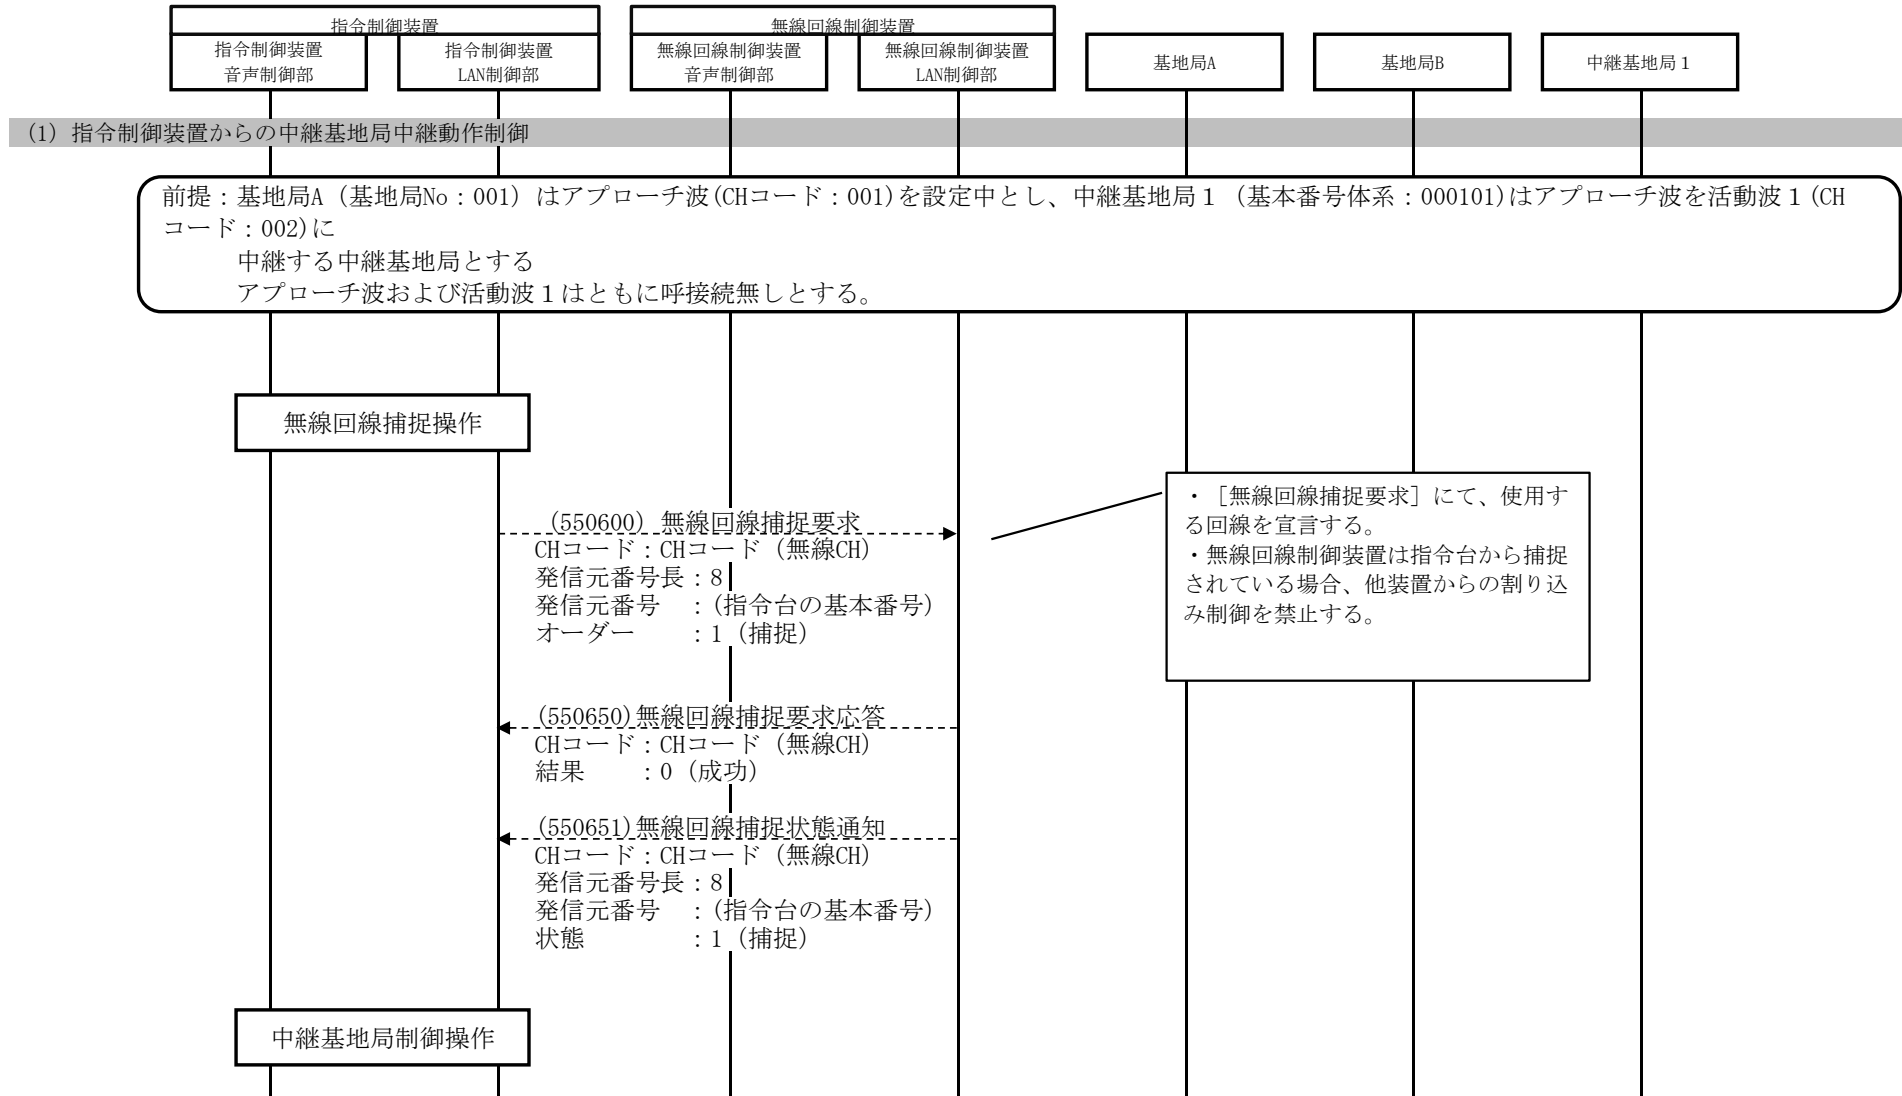 指令制御装置
無線回線制御装置
指令制御装置
音声制御部
指令制御装置
LAN制御部
無線回線制御装置
音声制御部
無線回線制御装置
LAN制御部
基地局A
基地局B
中継基地局１
(1) 指令制御装置からの中継基地局中継動作制御
前提：基地局A（基地局No：001）はアプローチ波(CHコード：001)を設定中とし、中継基地局１（基本番号体系：000101)はアプローチ波を活動波１(CH
コード：002)に
中継する中継基地局とする
アプローチ波および活動波１はともに呼接続無しとする。
無線回線捕捉操作
(550600) 無線回線捕捉要求
CHコード：CHコード（無線CH）
発信元番号長：8
発信元番号　：(指令台の基本番号)
オーダー　　：1（捕捉）
・［無線回線捕捉要求］にて、使用す
る回線を宣言する。
・無線回線制御装置は指令台から捕捉
されている場合、他装置からの割り込
み制御を禁止する。
(550650)無線回線捕捉要求応答
CHコード：CHコード（無線CH）
結果　　：0（成功）
(550651)無線回線捕捉状態通知
CHコード：CHコード（無線CH）
発信元番号長：8
発信元番号　：(指令台の基本番号)
状態　　　　：1（捕捉）
中継基地局制御操作